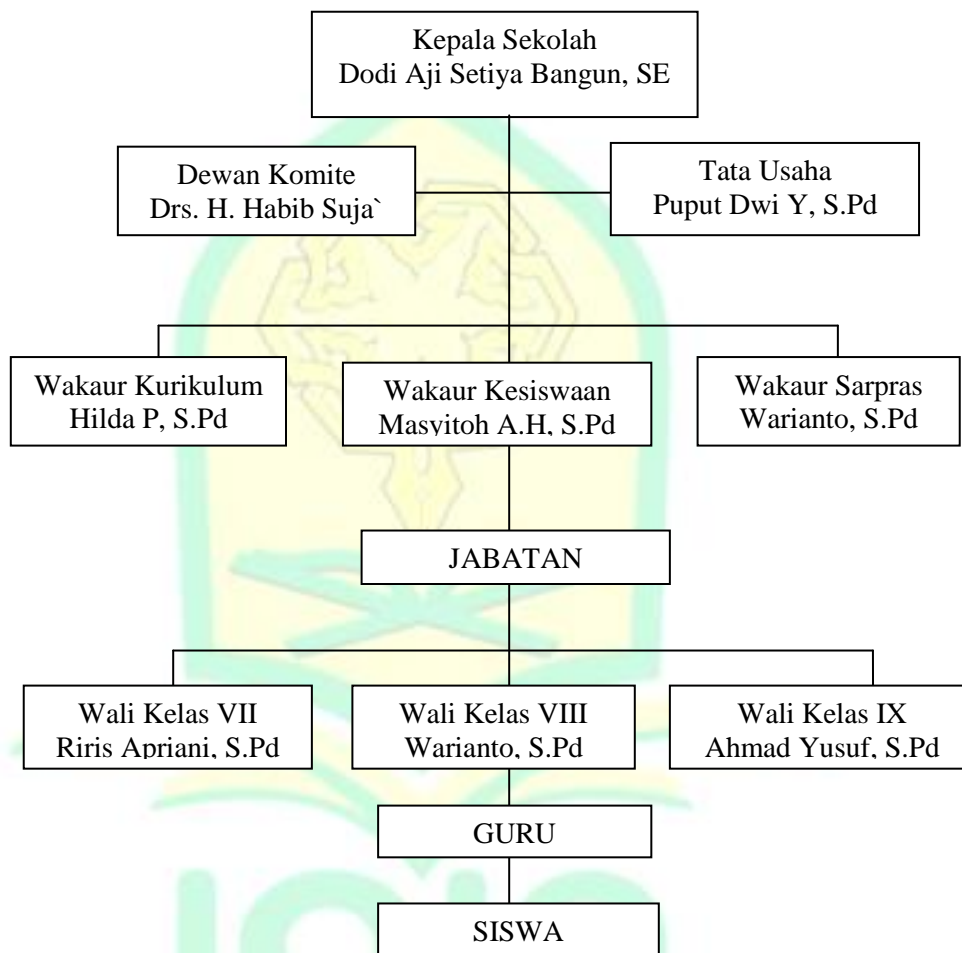 Kepala Sekolah
Dodi Aji Setiya Bangun, SE
Dewan Komite
Drs. H. Habib Suja`
Tata Usaha
Puput Dwi Y, S.Pd
Wakaur Kurikulum
Hilda P, S.Pd
Wakaur Kesiswaan
Masyitoh A.H, S.Pd
Wakaur Sarpras
Warianto, S.Pd
JABATAN
Wali Kelas VII
Riris Apriani, S.Pd
Wali Kelas VIII
Warianto, S.Pd
Wali Kelas IX
Ahmad Yusuf, S.Pd
GURU
SISWA